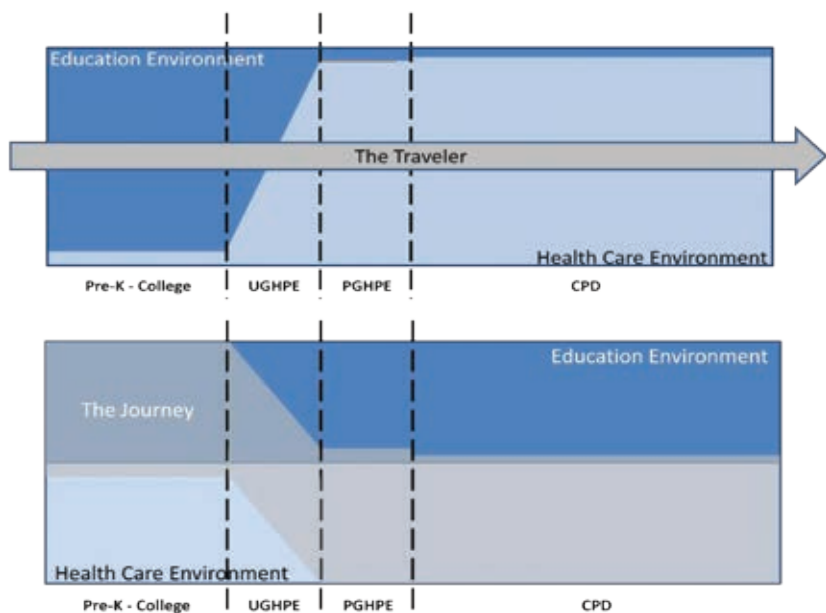 Education Environment
The Traveler
Health Care Environment
Pre-K - College UGHPE PGHPE CPD
Education Environment
The Journey
Health Care Environment
Pre-K - College UGHPE PGHPE CPD